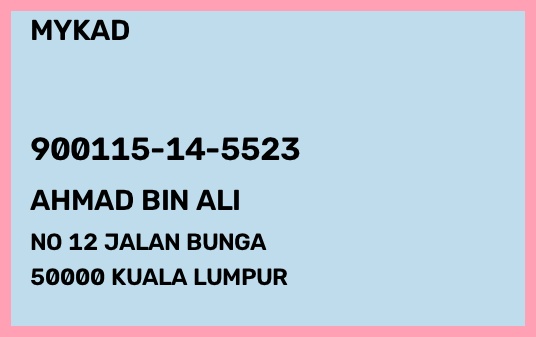 MYKAD
900115-14-5523
AHMAD BIN ALI
NO 12 JALAN BUNGA
50000 KUALA LUMPUR